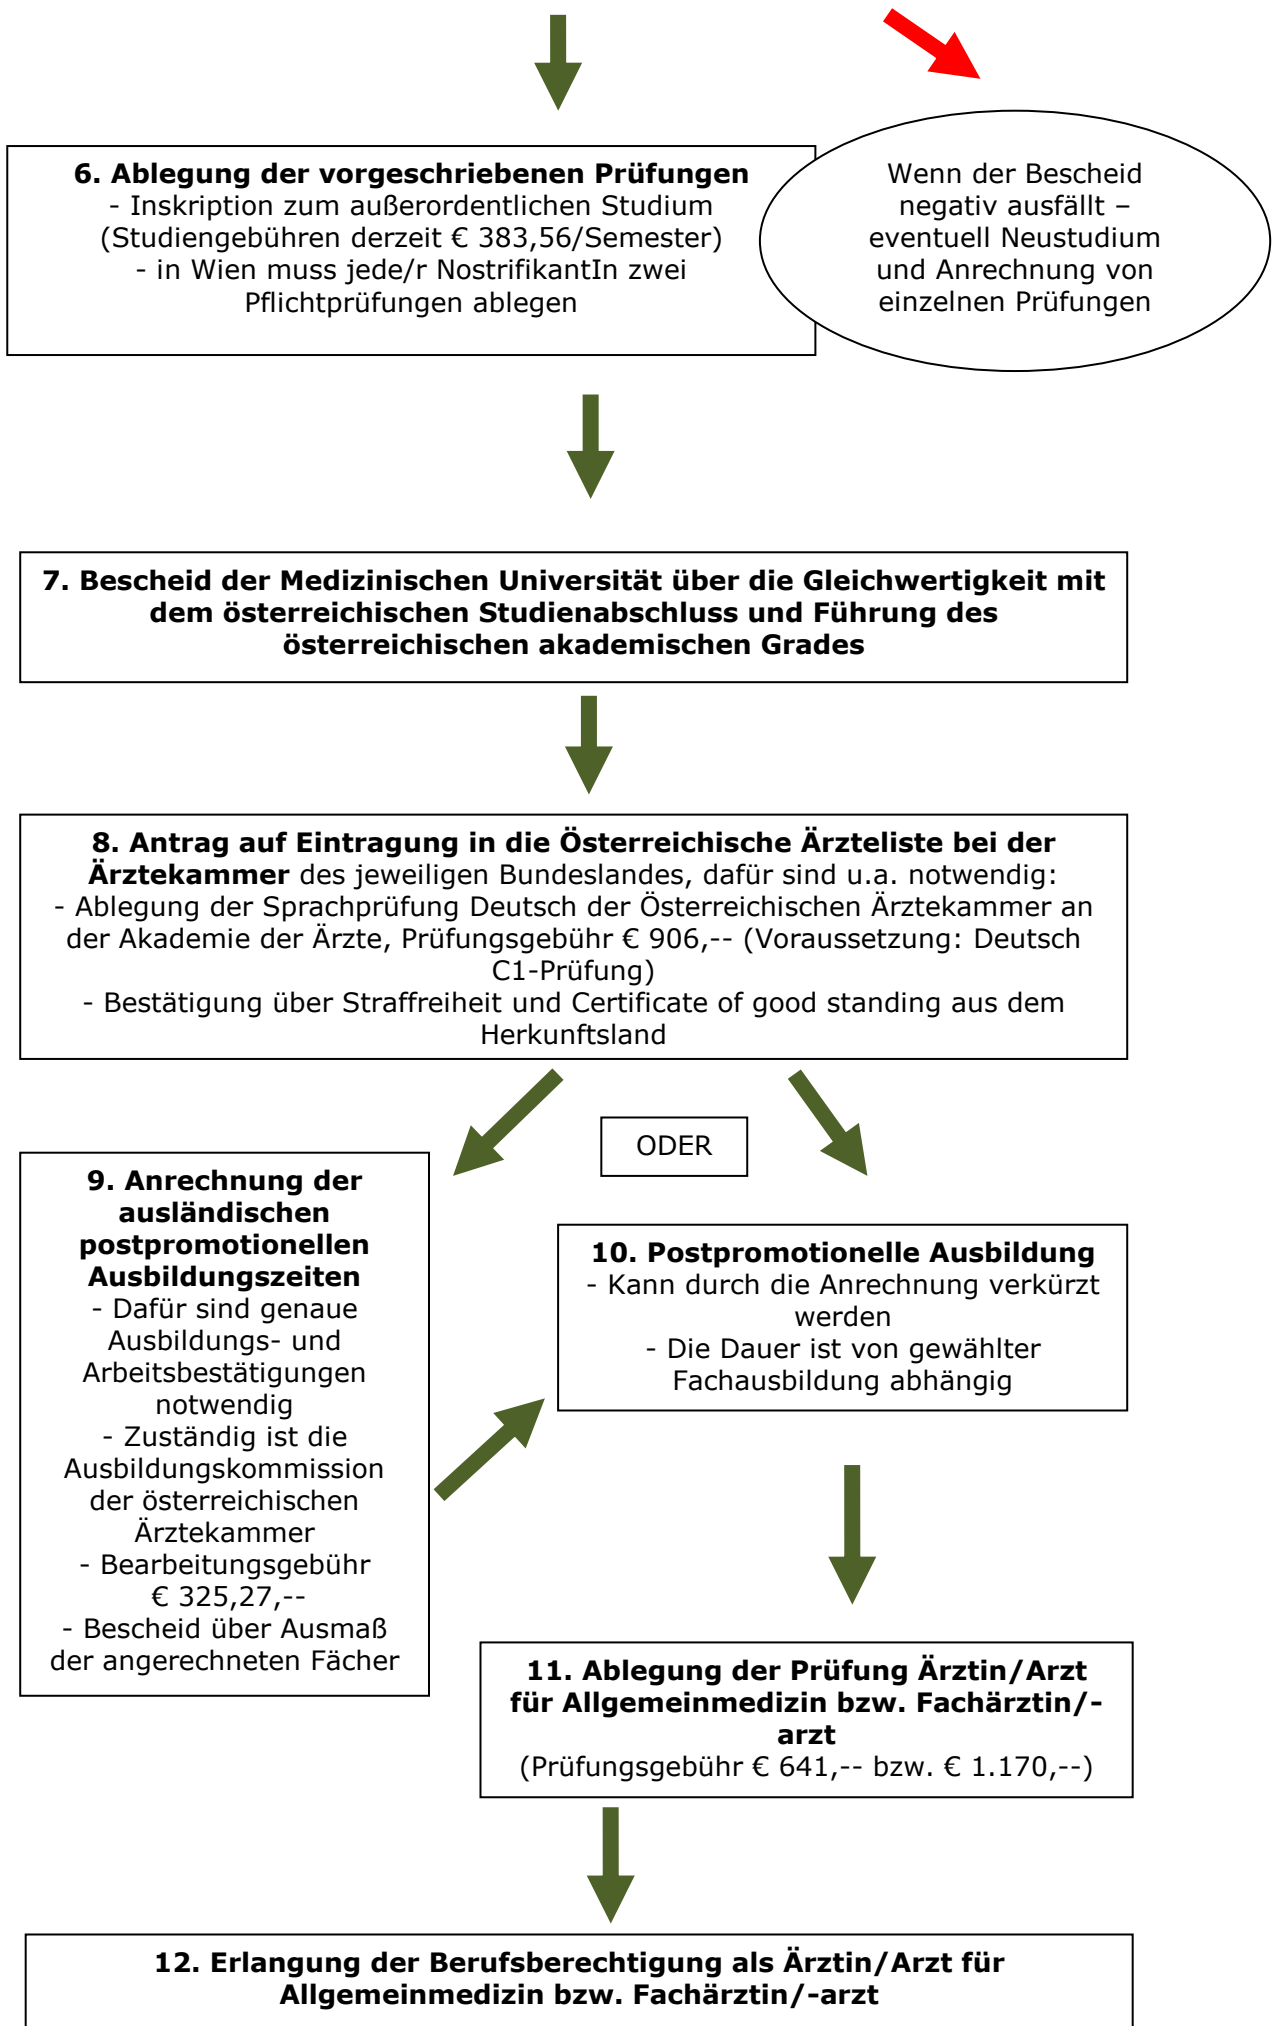 6. Ablegung der vorgeschriebenen Prüfungen
- Inskription zum außerordentlichen Studium
(Studiengebühren derzeit € 383,56/Semester)
- in Wien muss jede/r NostrifikantIn zwei
Pflichtprüfungen ablegen
Wenn der Bescheid
negativ ausfällt –
eventuell Neustudium
und Anrechnung von
einzelnen Prüfungen
7. Bescheid der Medizinischen Universität über die Gleichwertigkeit mit
dem österreichischen Studienabschluss und Führung des
österreichischen akademischen Grades
8. Antrag auf Eintragung in die Österreichische Ärzteliste bei der
Ärztekammer des jeweiligen Bundeslandes, dafür sind u.a. notwendig:
- Ablegung der Sprachprüfung Deutsch der Österreichischen Ärztekammer an
der Akademie der Ärzte, Prüfungsgebühr € 906,-- (Voraussetzung: Deutsch
C1-Prüfung)
- Bestätigung über Straffreiheit und Certificate of good standing aus dem
Herkunftsland
ODER
9. Anrechnung der
ausländischen
postpromotionellen
Ausbildungszeiten
- Dafür sind genaue
Ausbildungs- und
Arbeitsbestätigungen
notwendig
- Zuständig ist die
Ausbildungskommission
der österreichischen
Ärztekammer
- Bearbeitungsgebühr
€ 325,27,--
- Bescheid über Ausmaß
der angerechneten Fächer
10. Postpromotionelle Ausbildung
- Kann durch die Anrechnung verkürzt
werden
- Die Dauer ist von gewählter
Fachausbildung abhängig
11. Ablegung der Prüfung Ärztin/Arzt
für Allgemeinmedizin bzw. Fachärztin/-
arzt
(Prüfungsgebühr € 641,-- bzw. € 1.170,--)
12. Erlangung der Berufsberechtigung als Ärztin/Arzt für
Allgemeinmedizin bzw. Fachärztin/-arzt